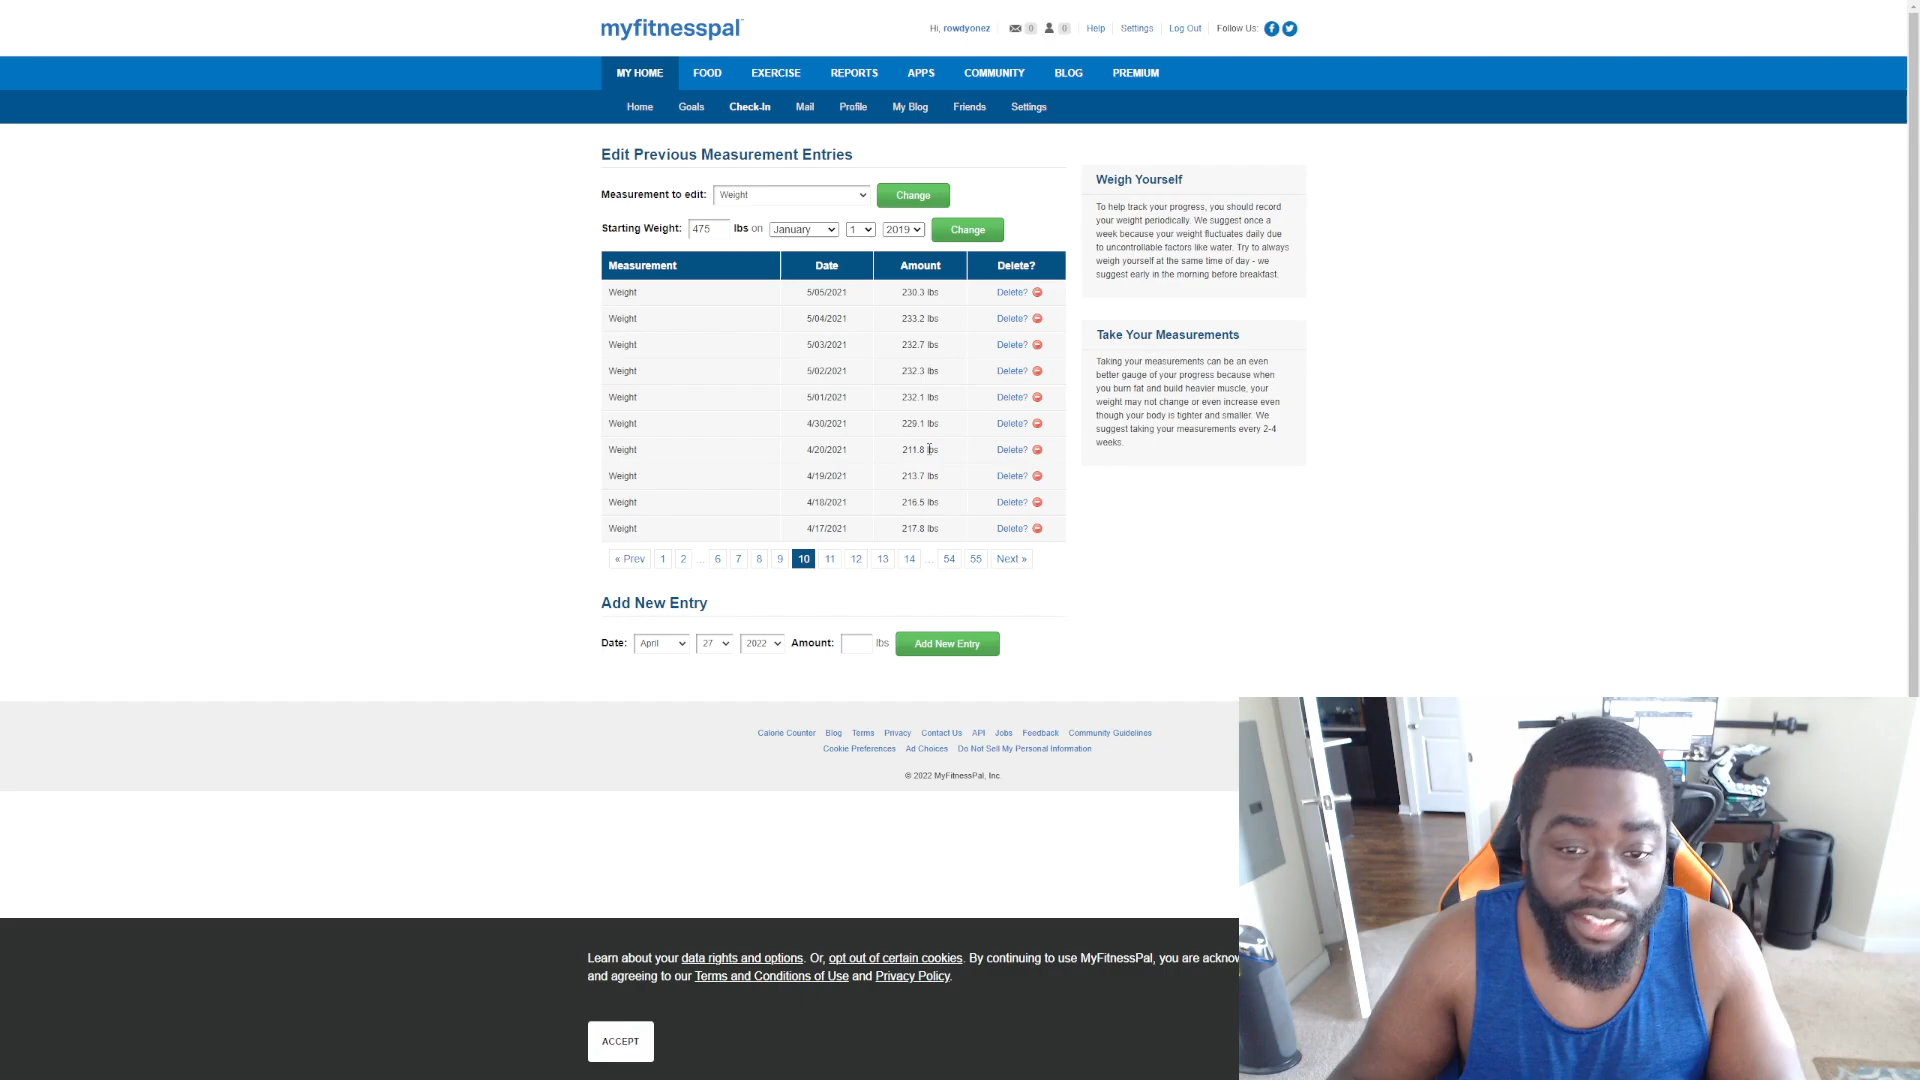 myfitnesspal
Hi, rowdyonez 0 0 Help Settings Log Out Follow Us:
MY HOME FOOD EXERCISE REPORTS APPS COMMUNITY BLOG PREMIUM
Home Goals Check-In Mail Profile My Blog Friends Settings
Edit Previous Measurement Entries
Measurement to edit: Weight Change
Starting Weight: 475 lbs on January 1 2019 Change
Measurement Date Amount Delete?
Weight 5/05/2021 230.3 lbs Delete?
Weight 5/04/2021 233.2 lbs Delete?
Weight 5/03/2021 232.7 lbs Delete?
Weight 5/02/2021 232.3 lbs Delete?
Weight 5/01/2021 232.1 lbs Delete?
Weight 4/30/2021 229.1 lbs Delete?
Weight 4/20/2021 211.8 lbs Delete?
Weight 4/19/2021 213.7 lbs Delete?
Weight 4/18/2021 216.5 lbs Delete?
Weight 4/17/2021 217.8 lbs Delete?
« Prev 1 2 ... 6 7 8 9 10 11 12 13 14 ... 54 55 Next »
Add New Entry
Date: April 27 2022 Amount: lbs Add New Entry
Weigh Yourself
To help track your progress, you should record
your weight periodically. We suggest once a
week because your weight fluctuates daily due
to uncontrollable factors like water. Try to always
weigh yourself at the same time of day - we
suggest early in the morning before breakfast.
Take Your Measurements
Taking your measurements can be an even
better gauge of your progress because when
you burn fat and build heavier muscle, your
weight may not change or even increase even
though your body is tighter and smaller. We
suggest taking your measurements every 2-4
weeks.
Calorie Counter Blog Terms Privacy Contact Us API Jobs Feedback Community Guidelines
Cookie Preferences Ad Choices Do Not Sell My Personal Information
© 2022 MyFitnessPal, Inc.
Learn about your data rights and options. Or, opt out of certain cookies. By continuing to use MyFitnessPal, you are acknow
and agreeing to our Terms and Conditions of Use and Privacy Policy.
ACCEPT